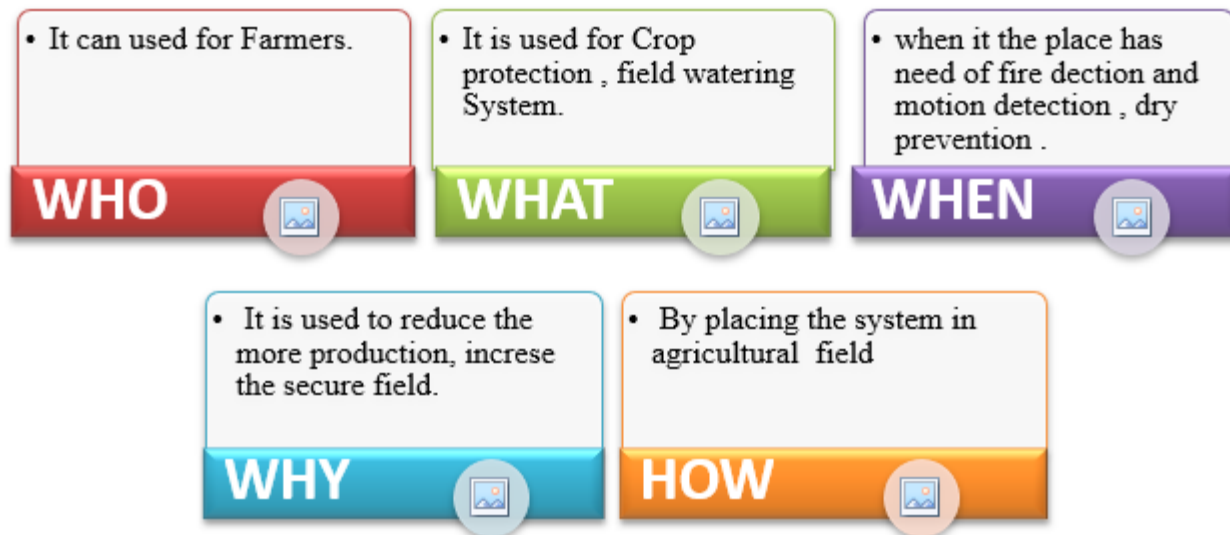 • It can used for Farmers.
WHO
• It is used for Crop
protection , field watering
System.
WHAT
• when it the place has
need of fire dection and
motion detection , dry
prevention .
WHEN
• It is used to reduce the
more production, increse
the secure field.
WHY
• By placing the system in
agricultural field
HOW